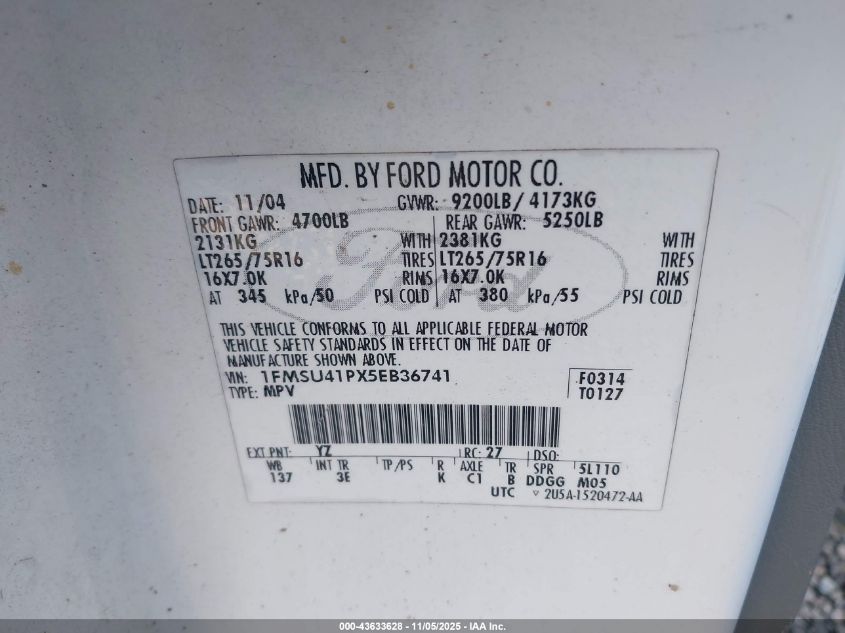 MFD. BY FORD MOTOR CO.
DATE: 11/04 GVWR: 9200LB/ 4173KG
FRONT GAWR: 4700LB REAR GAWR: 5250LB
2131KG WITH 2381KG WITH
LT265/75R16 TIRES LT265/75R16 TIRES
16X7.0K RIMS 16X7.0K RIMS
AT 345 kPa/50 PSI COLD AT 380 kPa/55 PSI COLD
Ford
THIS VEHICLE CONFORMS TO ALL APPLICABLE FEDERAL MOTOR
VEHICLE SAFETY STANDARDS IN EFFECT ON THE DATE OF
MANUFACTURE SHOWN ABOVE.
VIN: 1FMSU41PX5EB36741 F0314
TYPE: MPV T0127
EXT PNT: YZ RC: 27 DSO:
WB INT TR TP/PS R AXLE TR SPR 5L110
137 3E K C1 B DDGG M05
UTC ▽ 2U5A-1520472-AA
000-43633628 - 11/05/2025 - IAA Inc.